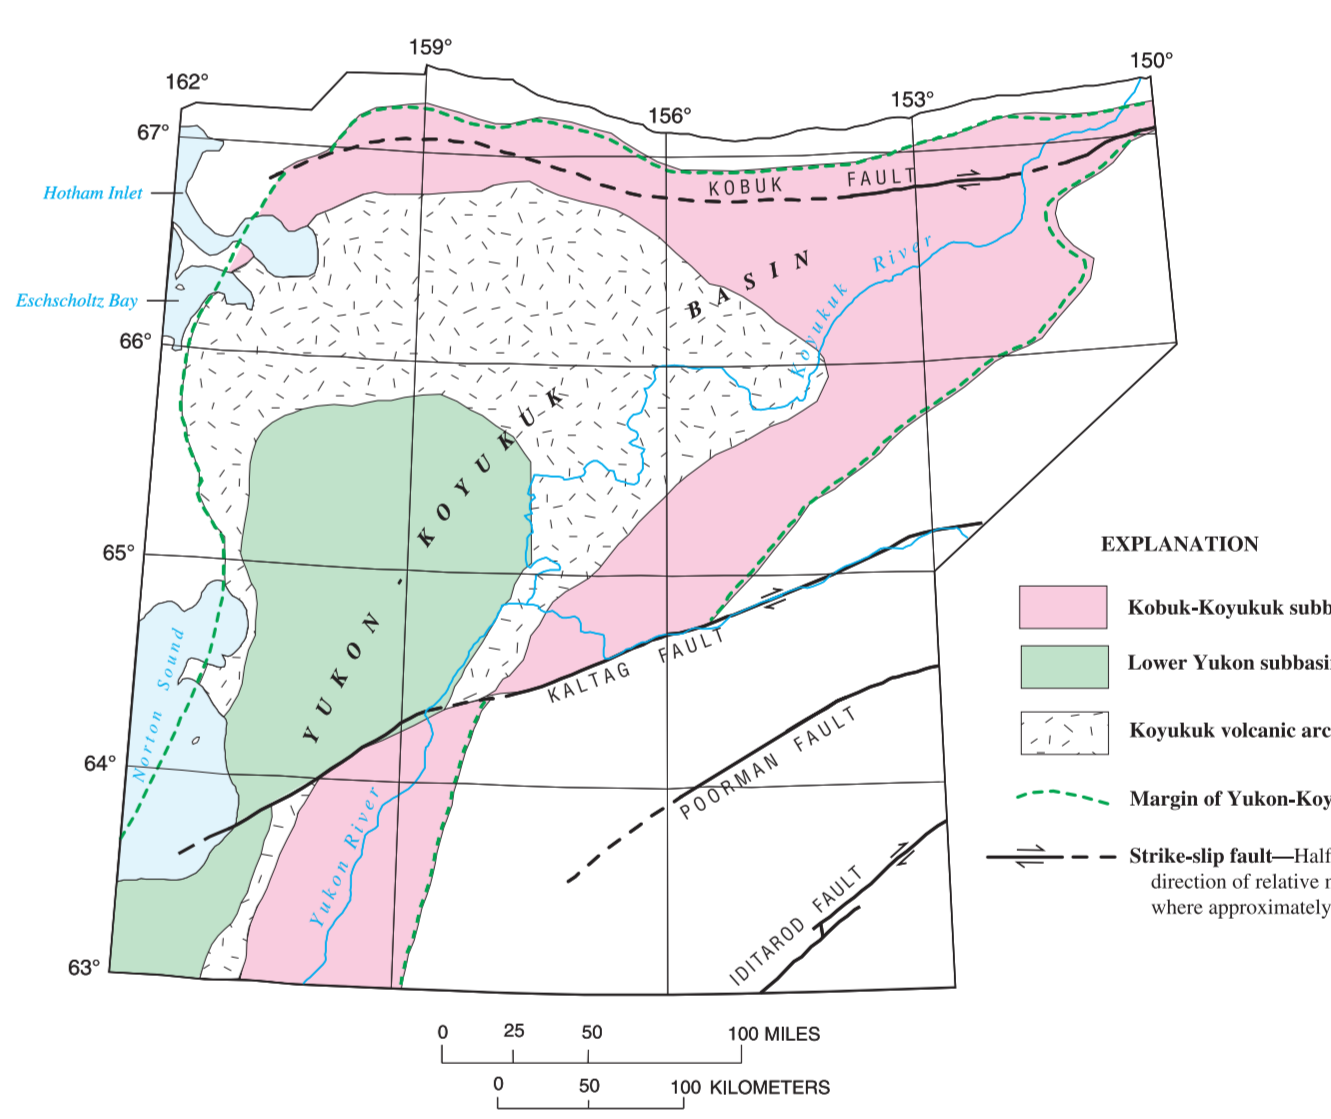 162°
159°
156°
153°
150°
67°
66°
65°
64°
63°
Hotham Inlet
Eschscholtz Bay
KOBUK FAULT
YUKON - KOYUKUK BASIN
Koyukuk River
Norton Sound
Yukon River
KALTAG FAULT
POORMAN FAULT
IDITAROD FAULT
EXPLANATION
Kobuk-Koyukuk subb
Lower Yukon subbasi
Koyukuk volcanic arc
Margin of Yukon-Koy
Strike-slip fault—Half
direction of relative
where approximately
0 25 50 100 MILES
0 50 100 KILOMETERS